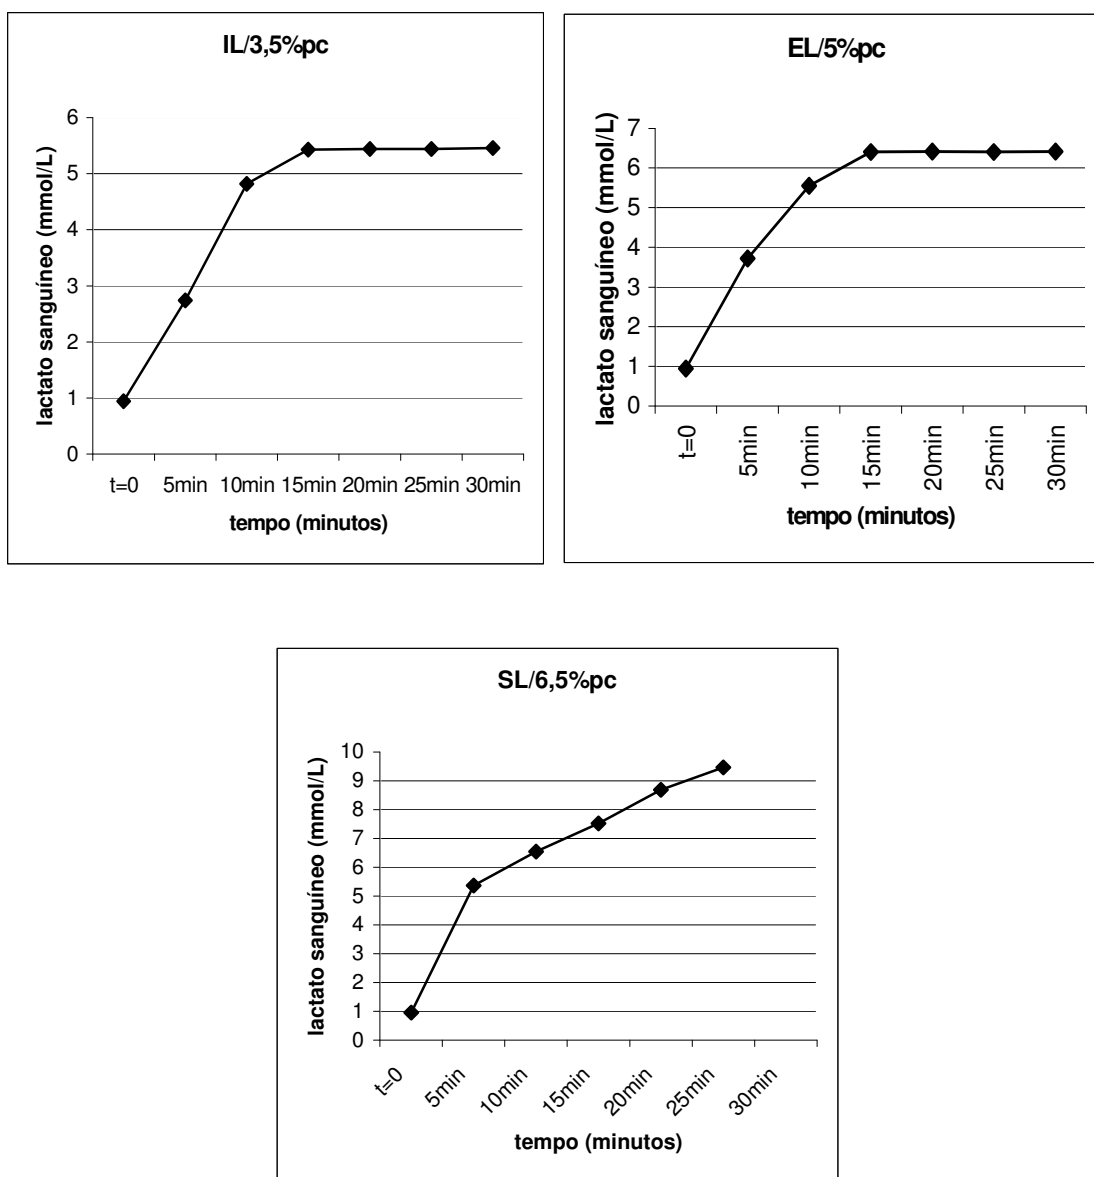 IL/3,5%pc
lactato sanguíneo (mmol/L)
6
5
4
3
2
1
0
t=0 5min 10min 15min 20min 25min 30min
tempo (minutos)
EL/5%pc
lactato sanguíneo (mmol/L)
7
6
5
4
3
2
1
0
t=0 5min 10min 15min 20min 25min 30min
tempo (minutos)
SL/6,5%pc
lactato sanguíneo (mmol/L)
10
9
8
7
6
5
4
3
2
1
0
t=0 5min 10min 15min 20min 25min 30min
tempo (minutos)